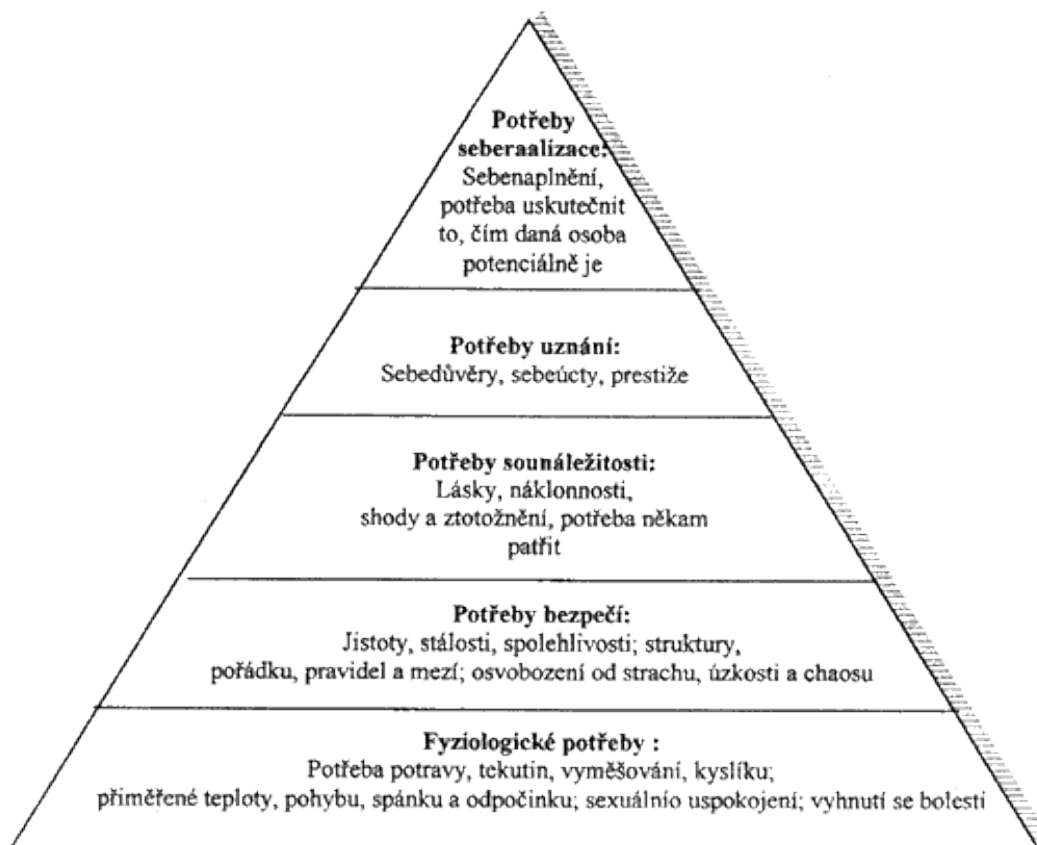 Potřeby
seberaalizace:
Sebenaplnění,
potřeba uskutečnit
to, čím daná osoba
potenciálně je
Potřeby uznání:
Sebedůvěry, sebeúcty, prestiže
Potřeby sounáležitosti:
Lásky, náklonnosti,
shody a ztotožnění, potřeba někam
patřit
Potřeby bezpečí:
Jistoty, stálosti, spolehlivosti; struktury,
pořádku, pravidel a mezí; osvobození od strachu, úzkosti a chaosu
Fyziologické potřeby :
Potřeba potravy, tekutin, vyměšování, kyslíku;
přiměřené teploty, pohybu, spánku a odpočinku; sexuálnío uspokojení; vyhnutí se bolesti